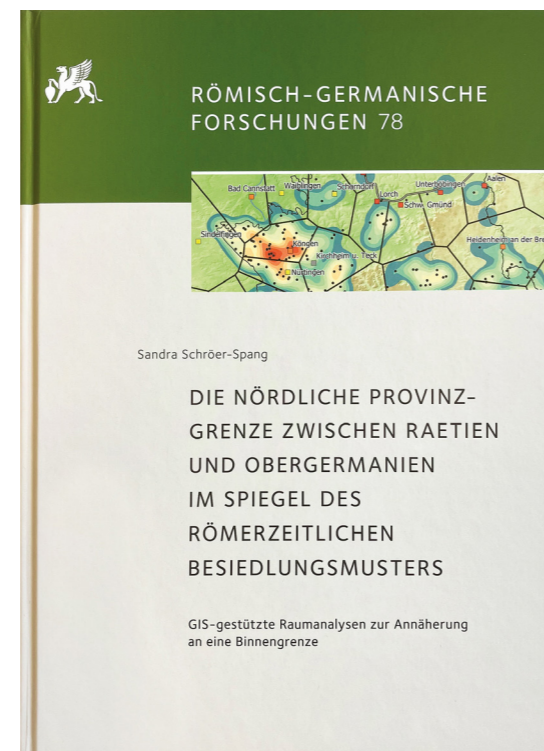 RÖMISCH-GERMANISCHE
FORSCHUNGEN 78
Bad Cannstatt
Waiblingen
Schorndorf
Lorch
Unterböbingen
Aalen
Schw. Gmünd
Sindelfingen
Köngen
Kirchheim u. Teck
Heidenheim an der Bre
Nürtingen
Sandra Schröer-Spang
DIE NÖRDLICHE PROVINZ-
GRENZE ZWISCHEN RAETIEN
UND OBERGERMANIEN
IM SPIEGEL DES
RÖMERZEITLICHEN
BESIEDLUNGSMUSTERS
GIS-gestützte Raumanalysen zur Annäherung
an eine Binnengrenze